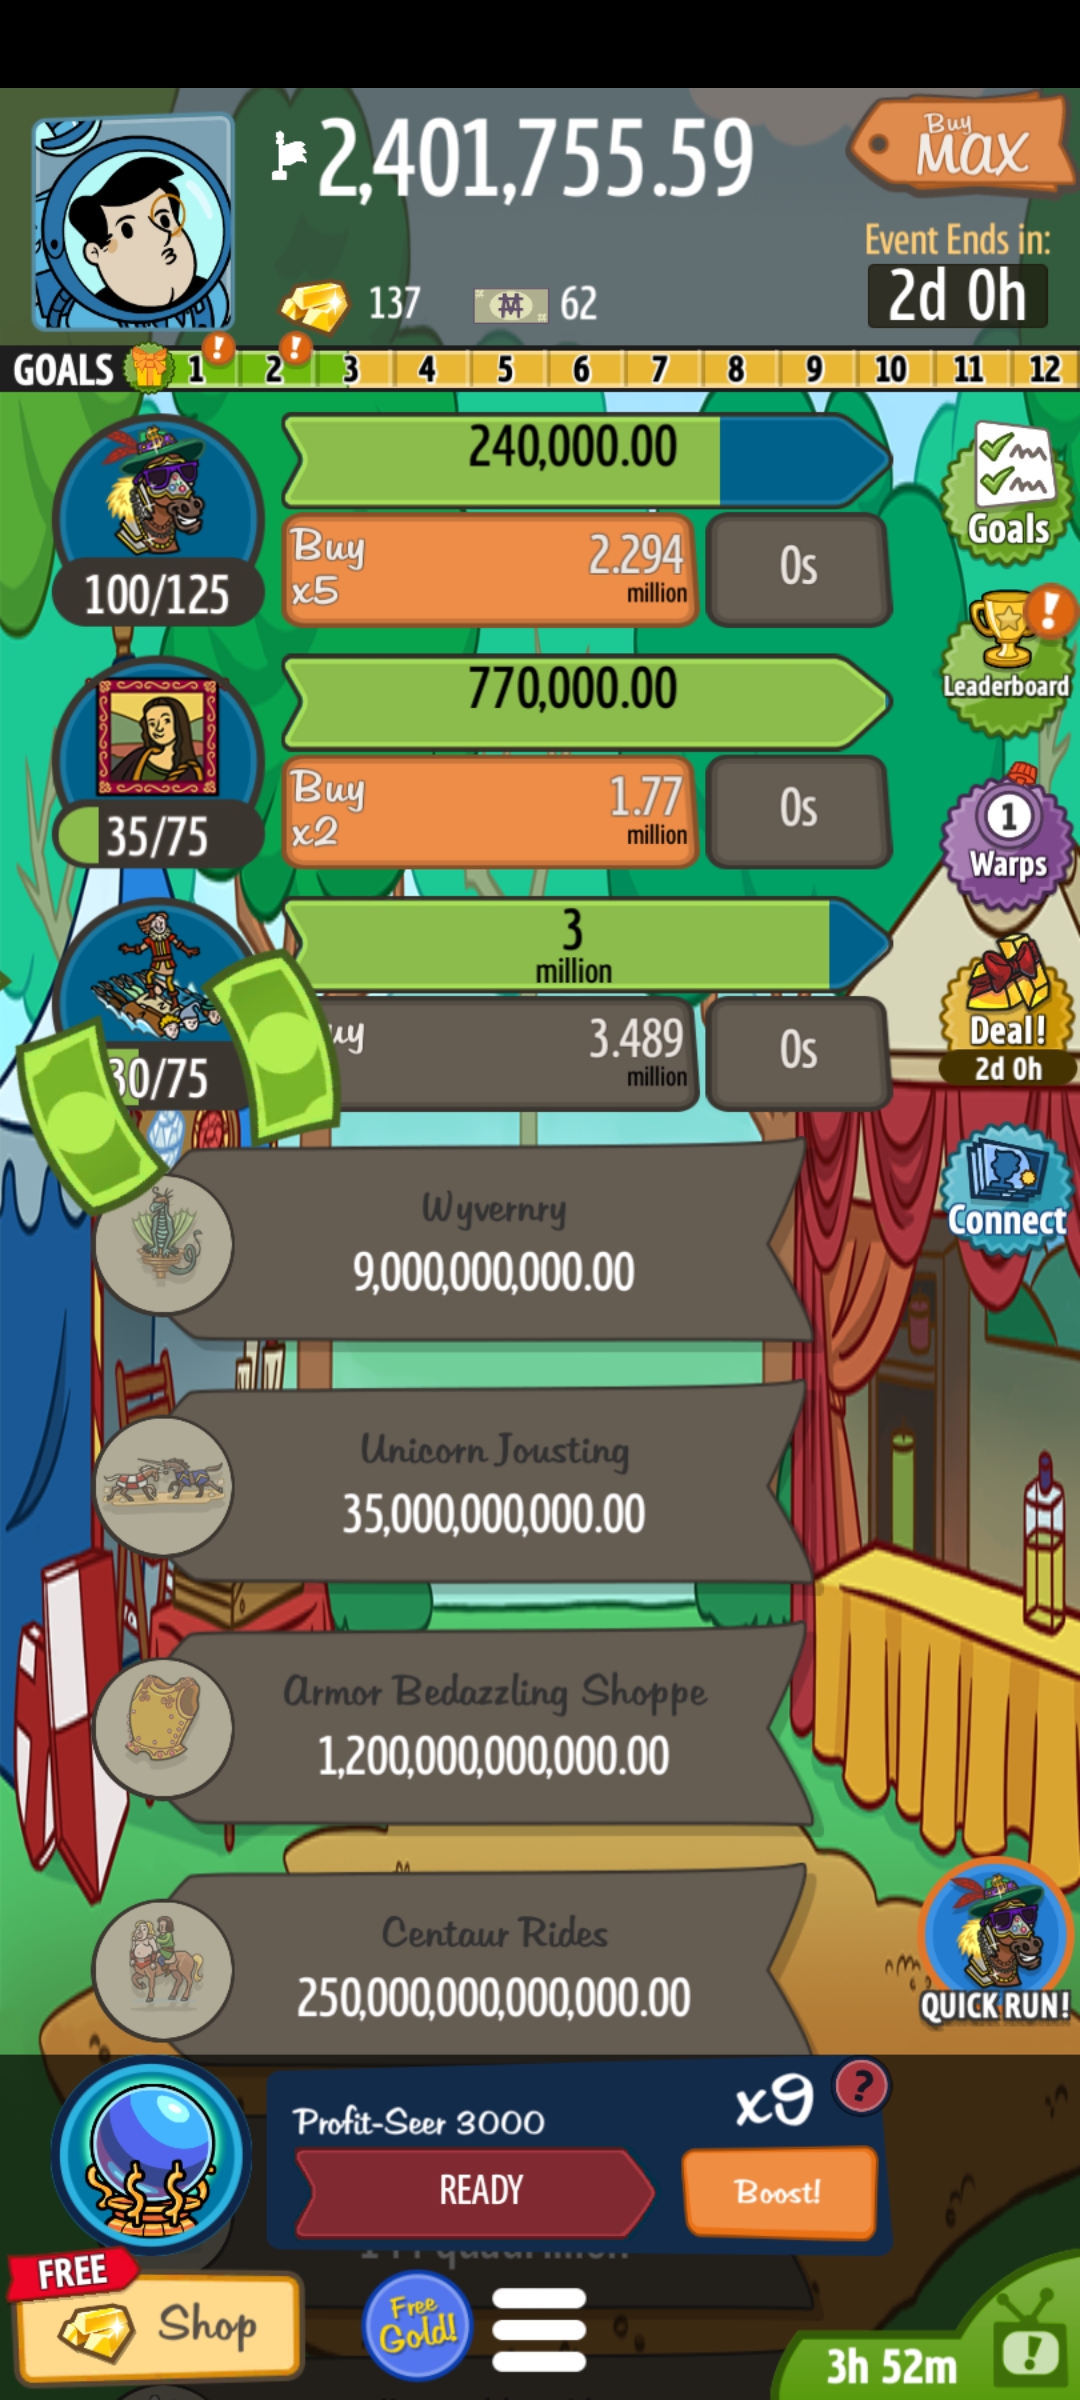 2,401,755.59
Buy
MAX
Event Ends in:
2d 0h
137
62
GOALS 1 ! 2 ! 3 4 5 6 7 8 9 10 11 12
240,000.00
Buy
x5
2.294
million
0s
100/125
Goals
!
Leaderboard
770,000.00
Buy
x2
1.77
million
0s
35/75
1
Warps
3
million
3.489
million
0s
30/75
Deal!
2d 0h
Connect
Wyvernry
9,000,000,000.00
Unicorn Jousting
35,000,000,000.00
Armor Bedazzling Shoppe
1,200,000,000,000.00
Centaur Rides
250,000,000,000,000.00
QUICK RUN!
Profit-Seer 3000
x9
?
READY
Boost!
FREE
Shop
Free
Gold!
3h 52m
!